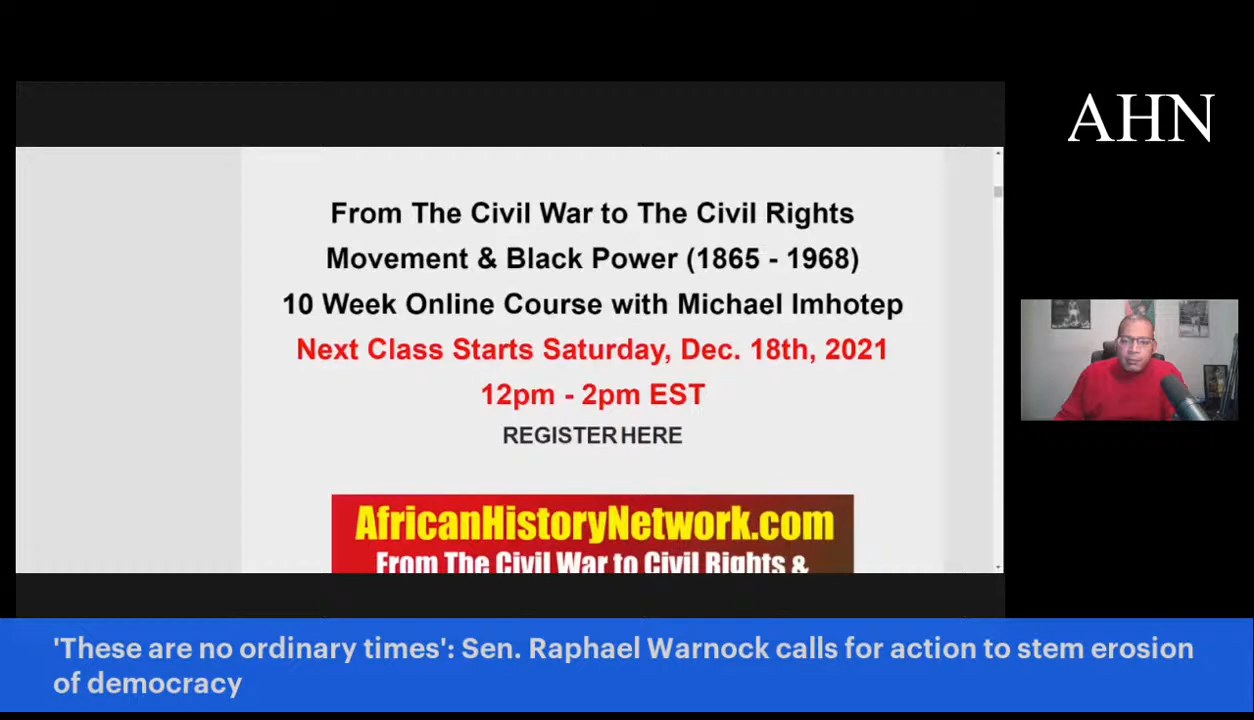 AHN
From The Civil War to The Civil Rights
Movement & Black Power (1865 - 1968)
10 Week Online Course with Michael Imhotep
Next Class Starts Saturday, Dec. 18th, 2021
12pm - 2pm EST
REGISTER HERE
AfricanHistoryNetwork.com
From The Civil War to Civil Rights &
'These are no ordinary times': Sen. Raphael Warnock calls for action to stem erosion
of democracy